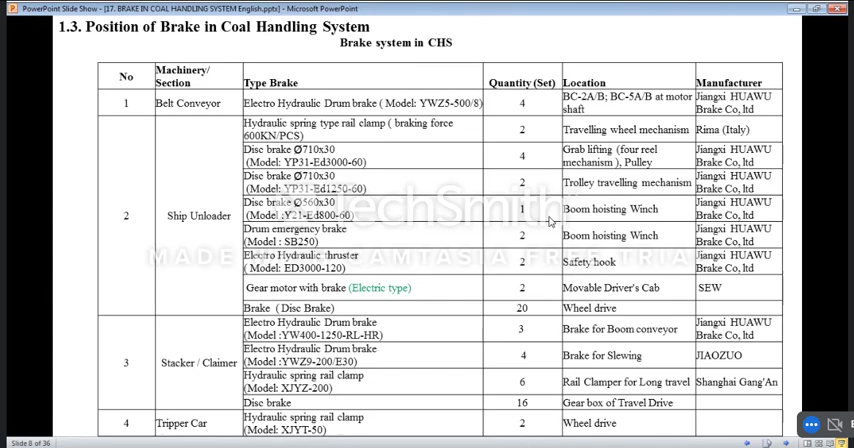 PowerPoint Slide Show - [17. BRAKE IN COAL HANDLING SYSTEM English.pptx] - Microsoft PowerPoint
1.3. Position of Brake in Coal Handling System
Brake system in CHS
No
Machinery/
Section
Type Brake
Quantity (Set)
Location
Manufacturer
1
Belt Conveyor
Electro Hydraulic Drum brake ( Model: YWZ5-500/8)
4
BC-2A/B; BC-5A/B at motor
shaft
Jiangxi HUAWU
Brake Co, ltd
2
Ship Unloader
Hydraulic spring type rail clamp ( braking force
600KN/PCS)
2
Travelling wheel mechanism
Rima (Italy)
Disc brake Ø710x30
(Model: YP31-Ed3000-60)
4
Grab lifting (four reel
mechanism ), Pulley
Jiangxi HUAWU
Brake Co, ltd
Disc brake Ø710x30
(Model: YP31-Ed1250-60)
2
Trolley travelling mechanism
Jiangxi HUAWU
Brake Co, ltd
Disc brake Ø560x30
(Model: Y21-Ed800-60)
1
Boom hoisting Winch
Jiangxi HUAWU
Brake Co, ltd
Drum emergency brake
(Model : SB250)
2
Boom hoisting Winch
Jiangxi HUAWU
Brake Co, ltd
Electro Hydraulic thruster
( Model: ED3000-120)
2
Safety hook
Jiangxi HUAWU
Brake Co, ltd
Gear motor with brake (Electric type)
2
Movable Driver's Cab
SEW
Brake ( Disc Brake)
20
Wheel drive
3
Stacker / Claimer
Electro Hydraulic Drum brake
(Model :YW400-1250-RL-HR)
3
Brake for Boom conveyor
Jiangxi HUAWU
Brake Co, ltd
Electro Hydraulic Drum brake
(Model :YWZ9-200/E30)
4
Brake for Slewing
JIAOZUO
Hydraulic spring rail clamp
(Model: XJYZ-200)
6
Rail Clamper for Long travel
Shanghai Gang'An
Disc brake
16
Gear box of Travel Drive
4
Tripper Car
Hydraulic spring rail clamp
(Model: XJYT-50)
2
Wheel drive
TechSmith
MADE WITH CAMTASIA FREE TRIAL
Slide 8 of 36